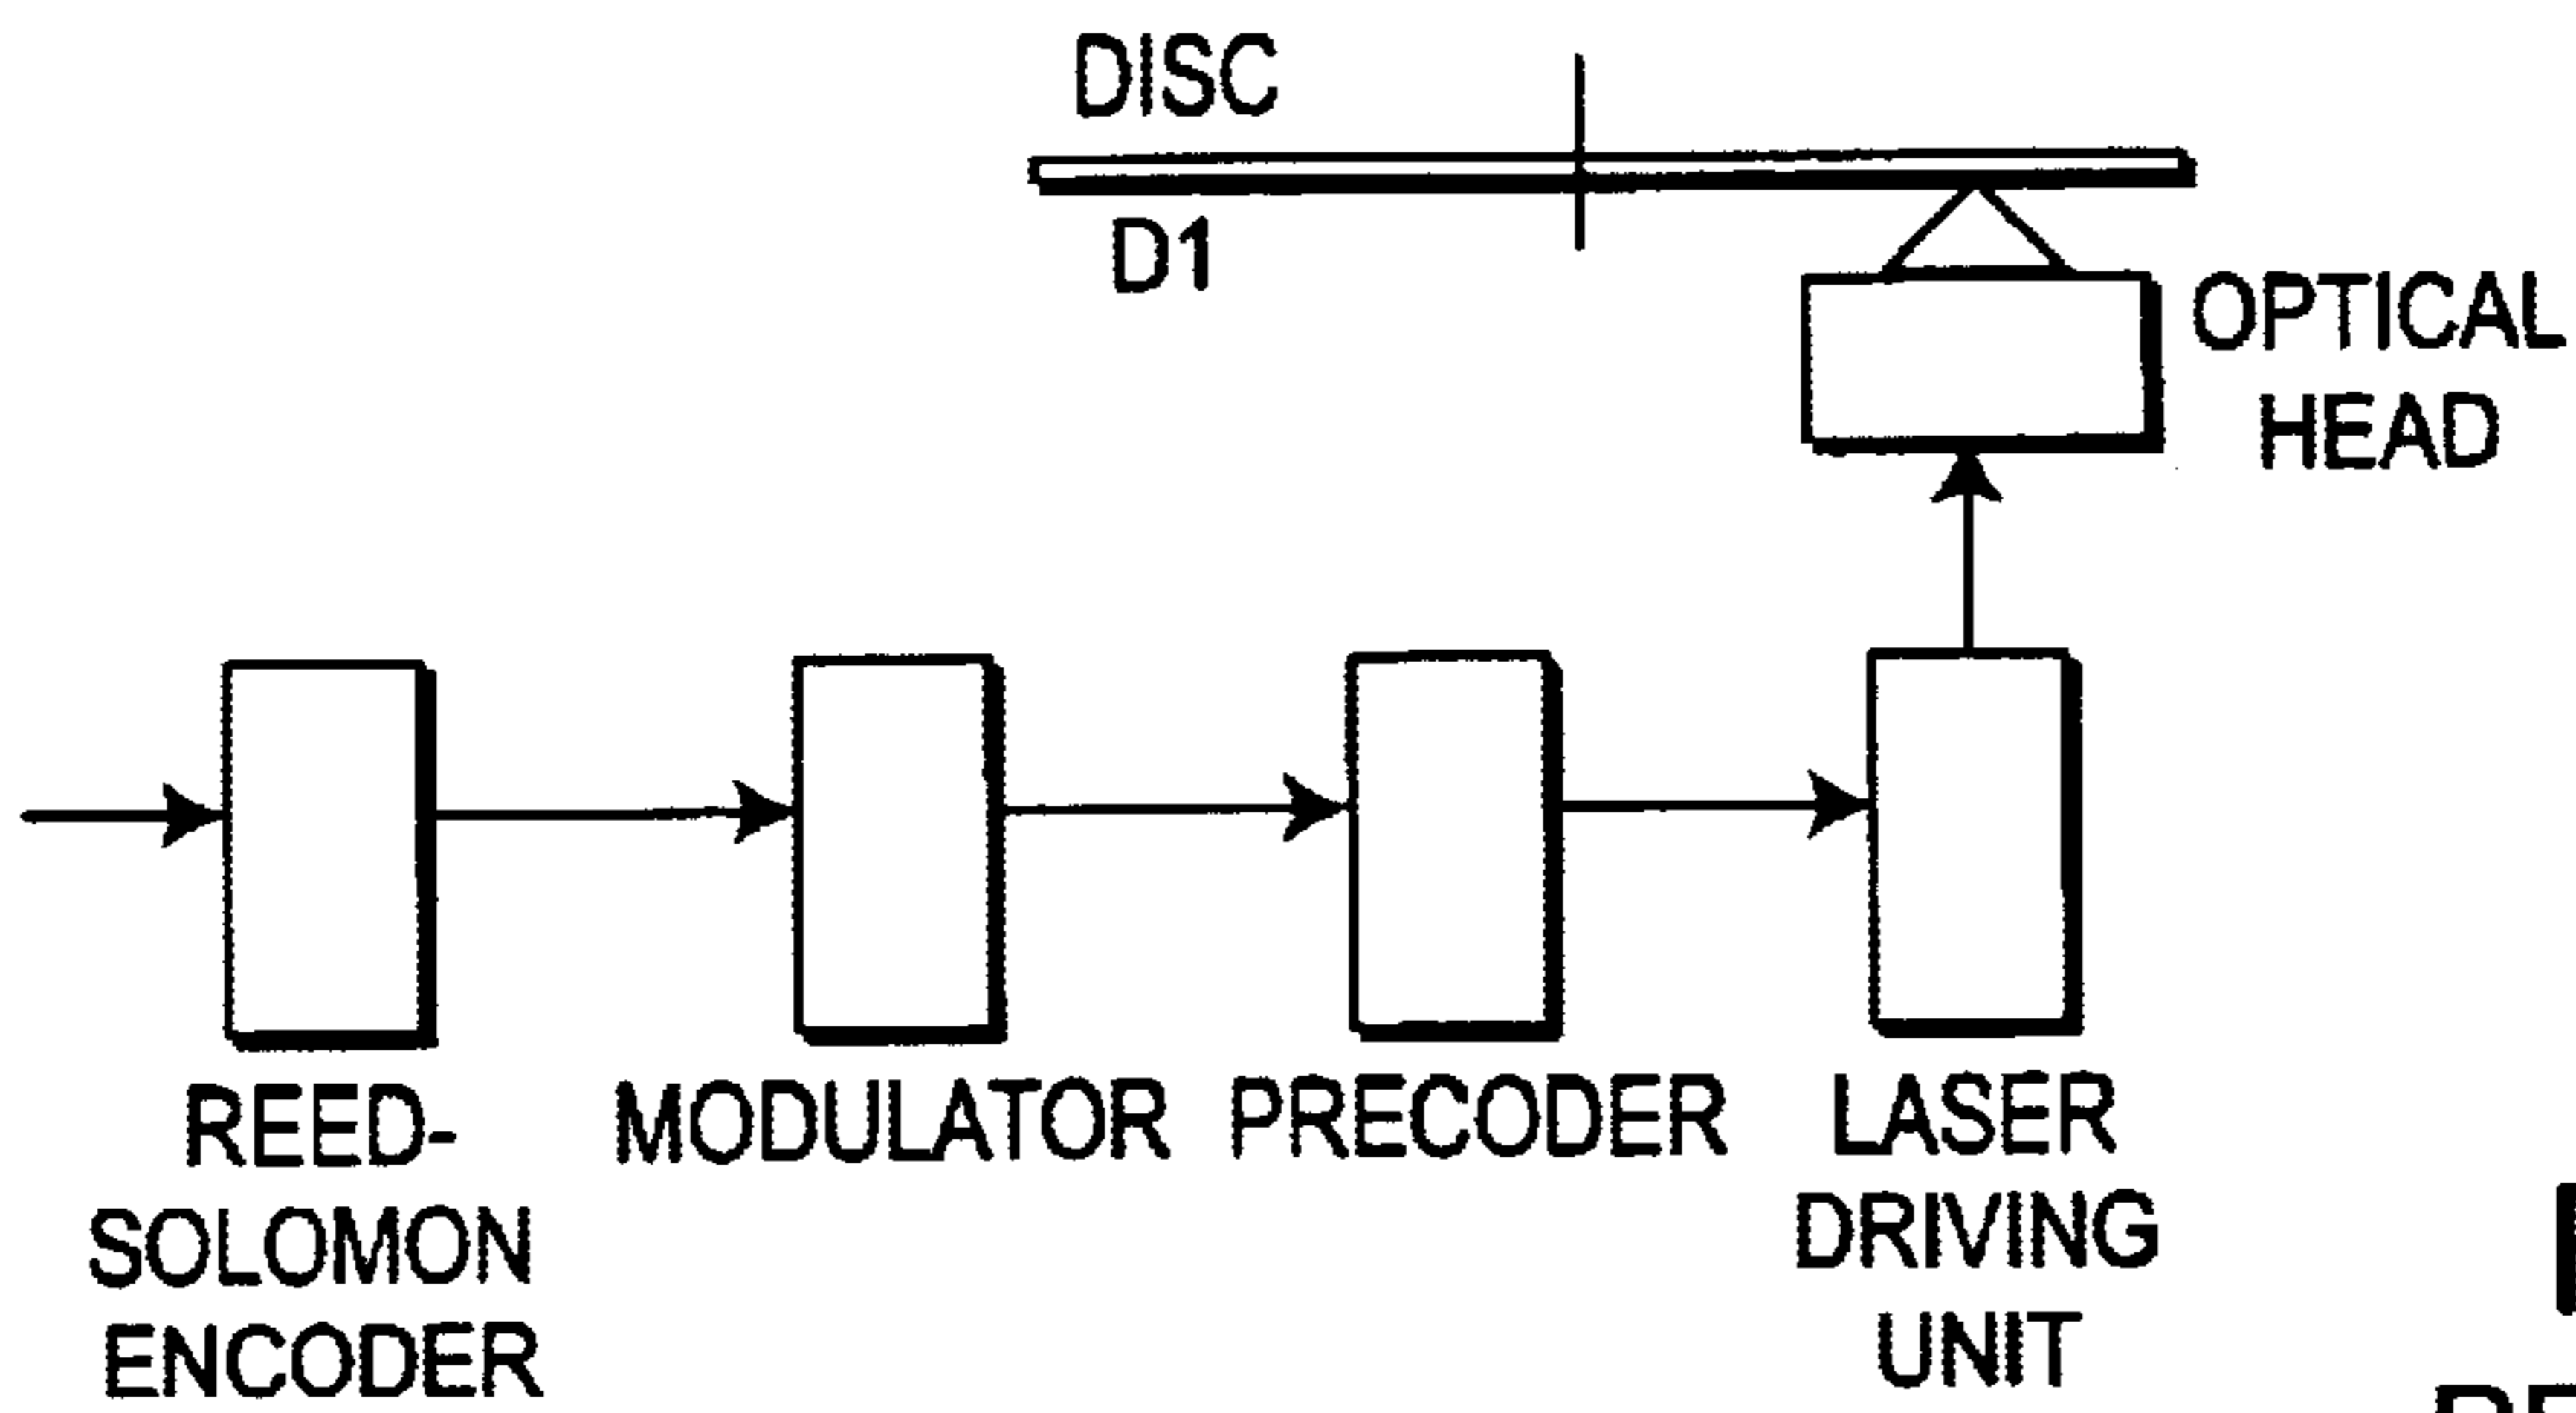 DISC
D1
OPTICAL
HEAD
REED-
SOLOMON
ENCODER
MODULATOR
PRECODER
LASER
DRIVING
UNIT